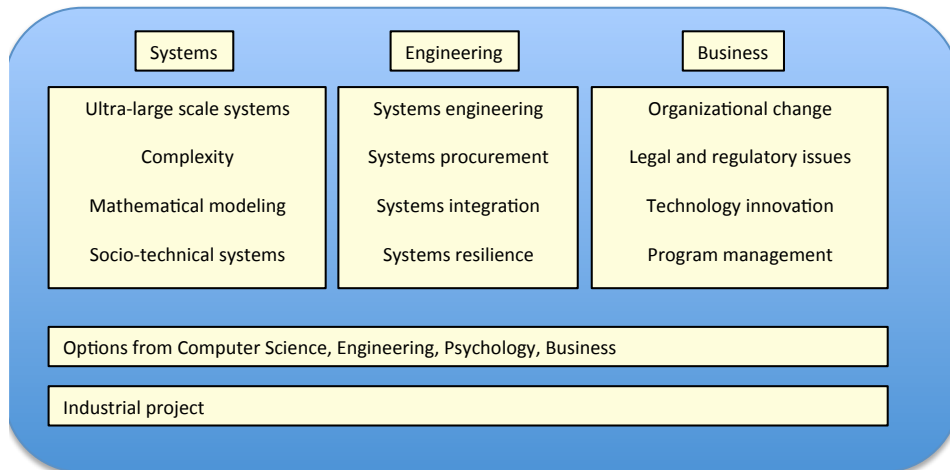 Systems
Engineering
Business
Ultra-large scale systems
Complexity
Mathematical modeling
Socio-technical systems
Systems engineering
Systems procurement
Systems integration
Systems resilience
Organizational change
Legal and regulatory issues
Technology innovation
Program management
Options from Computer Science, Engineering, Psychology, Business
Industrial project